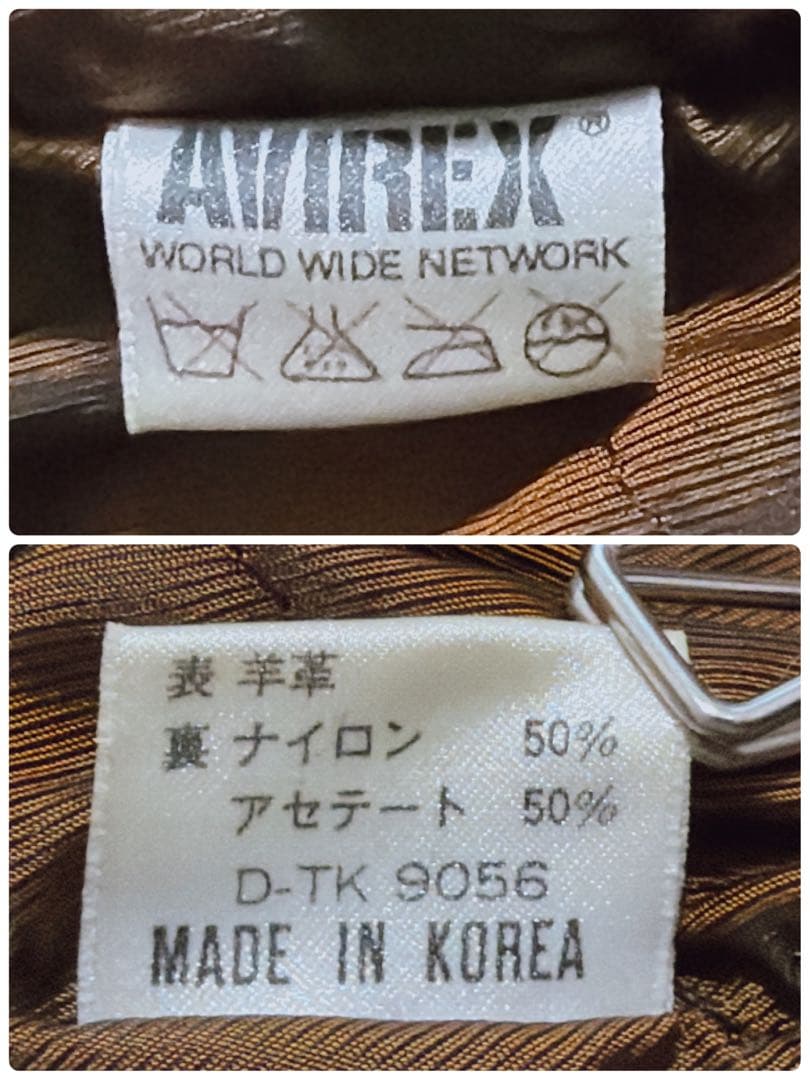 AVIREX®
WORLD WIDE NETWORK
表 羊革
裏 ナイロン 50%
アセテート 50%
D-TK 9056
MADE IN KOREA